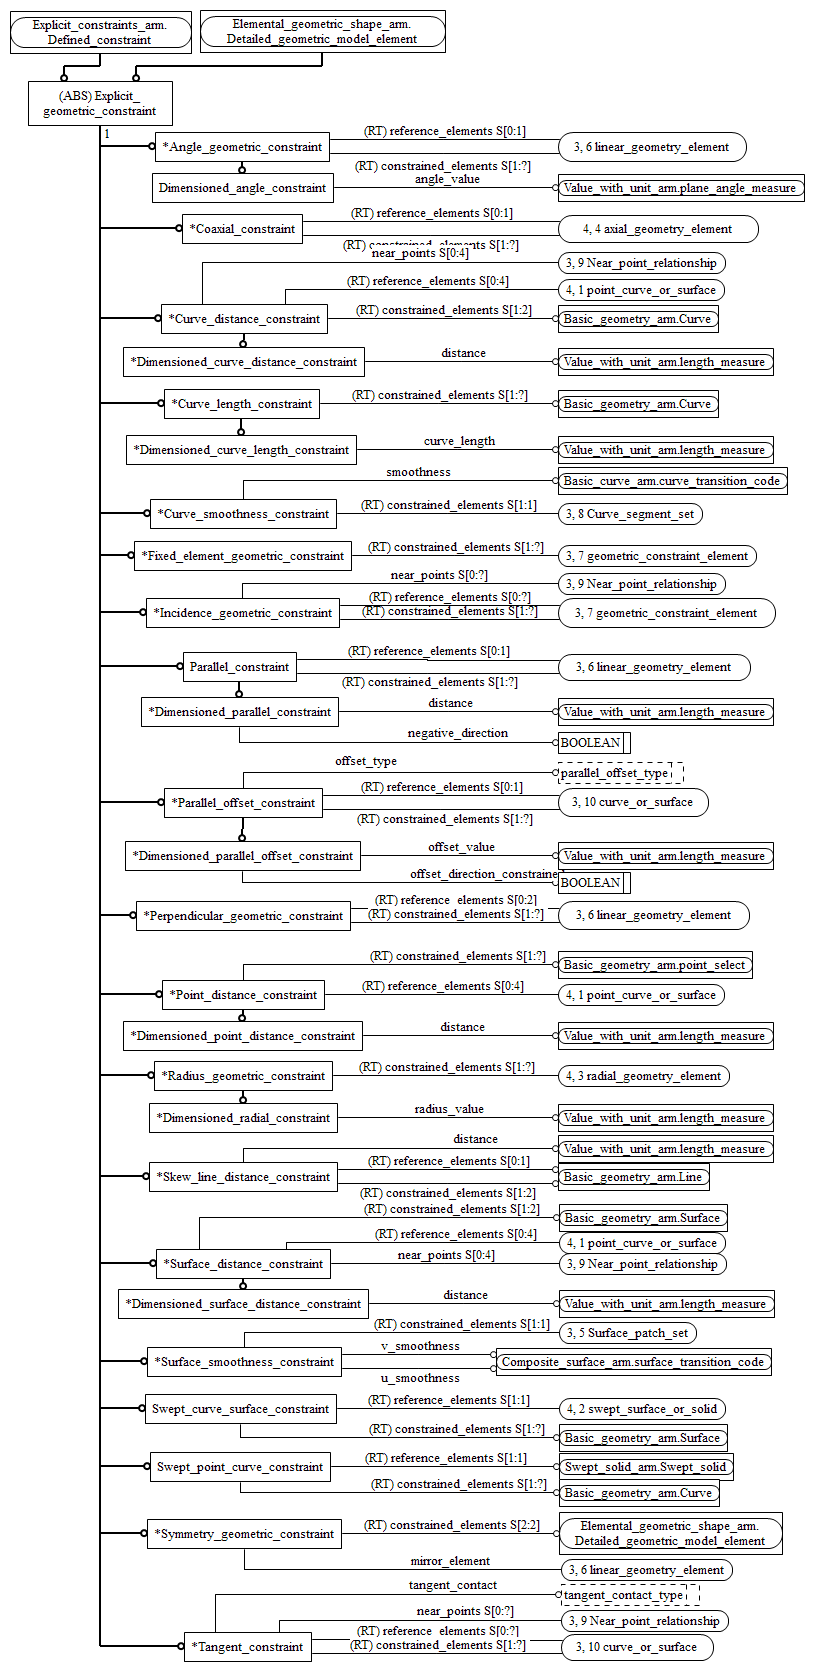 Explicit_constraints_arm.
Defined_constraint
Elemental_geometric_shape_arm.
Detailed_geometric_model_element
(ABS) Explicit_
geometric_constraint
1
*Angle_geometric_constraint
(RT) reference_elements S[0:1]
3, 6 linear_geometry_element
(RT) constrained_elements S[1:?]
Dimensioned_angle_constraint
angle_value
Value_with_unit_arm.plane_angle_measure
*Coaxial_constraint
(RT) reference_elements S[0:1]
4, 4 axial_geometry_element
(RT) constrained_elements S[1:?]
near_points S[0:4]
3, 9 Near_point_relationship
(RT) reference_elements S[0:4]
4, 1 point_curve_or_surface
*Curve_distance_constraint
(RT) constrained_elements S[1:2]
Basic_geometry_arm.Curve
*Dimensioned_curve_distance_constraint
distance
Value_with_unit_arm.length_measure
*Curve_length_constraint
(RT) constrained_elements S[1:?]
Basic_geometry_arm.Curve
*Dimensioned_curve_length_constraint
curve_length
Value_with_unit_arm.length_measure
smoothness
Basic_curve_arm.curve_transition_code
*Curve_smoothness_constraint
(RT) constrained_elements S[1:1]
3, 8 Curve_segment_set
*Fixed_element_geometric_constraint
(RT) constrained_elements S[1:?]
3, 7 geometric_constraint_element
near_points S[0:?]
3, 9 Near_point_relationship
*Incidence_geometric_constraint
(RT) reference_elements S[0:?]
(RT) constrained_elements S[1:?]
3, 7 geometric_constraint_element
Parallel_constraint
(RT) reference_elements S[0:1]
3, 6 linear_geometry_element
(RT) constrained_elements S[1:?]
*Dimensioned_parallel_constraint
distance
Value_with_unit_arm.length_measure
negative_direction
BOOLEAN
offset_type
parallel_offset_type
*Parallel_offset_constraint
(RT) reference_elements S[0:1]
3, 10 curve_or_surface
(RT) constrained_elements S[1:?]
*Dimensioned_parallel_offset_constraint
offset_value
Value_with_unit_arm.length_measure
offset_direction_constraine
BOOLEAN
*Perpendicular_geometric_constraint
(RT) reference_elements S[0:2]
(RT) constrained_elements S[1:?]
3, 6 linear_geometry_element
(RT) constrained_elements S[1:?]
Basic_geometry_arm.point_select
*Point_distance_constraint
(RT) reference_elements S[0:4]
4, 1 point_curve_or_surface
*Dimensioned_point_distance_constraint
distance
Value_with_unit_arm.length_measure
*Radius_geometric_constraint
(RT) constrained_elements S[1:?]
4, 3 radial_geometry_element
*Dimensioned_radial_constraint
radius_value
Value_with_unit_arm.length_measure
distance
Value_with_unit_arm.length_measure
*Skew_line_distance_constraint
(RT) reference_elements S[0:1]
Basic_geometry_arm.Line
(RT) constrained_elements S[1:2]
(RT) constrained_elements S[1:2]
Basic_geometry_arm.Surface
(RT) reference_elements S[0:4]
4, 1 point_curve_or_surface
*Surface_distance_constraint
near_points S[0:4]
3, 9 Near_point_relationship
*Dimensioned_surface_distance_constraint
distance
Value_with_unit_arm.length_measure
(RT) constrained_elements S[1:1]
3, 5 Surface_patch_set
*Surface_smoothness_constraint
v_smoothness
Composite_surface_arm.surface_transition_code
u_smoothness
Swept_curve_surface_constraint
(RT) reference_elements S[1:1]
4, 2 swept_surface_or_solid
(RT) constrained_elements S[1:?]
Basic_geometry_arm.Surface
Swept_point_curve_constraint
(RT) reference_elements S[1:1]
Swept_solid_arm.Swept_solid
(RT) constrained_elements S[1:?]
Basic_geometry_arm.Curve
*Symmetry_geometric_constraint
(RT) constrained_elements S[2:2]
Elemental_geometric_shape_arm.
Detailed_geometric_model_element
mirror_element
3, 6 linear_geometry_element
tangent_contact
tangent_contact_type
near_points S[0:?]
3, 9 Near_point_relationship
*Tangent_constraint
(RT) reference_elements S[0:?]
(RT) constrained_elements S[1:?]
3, 10 curve_or_surface